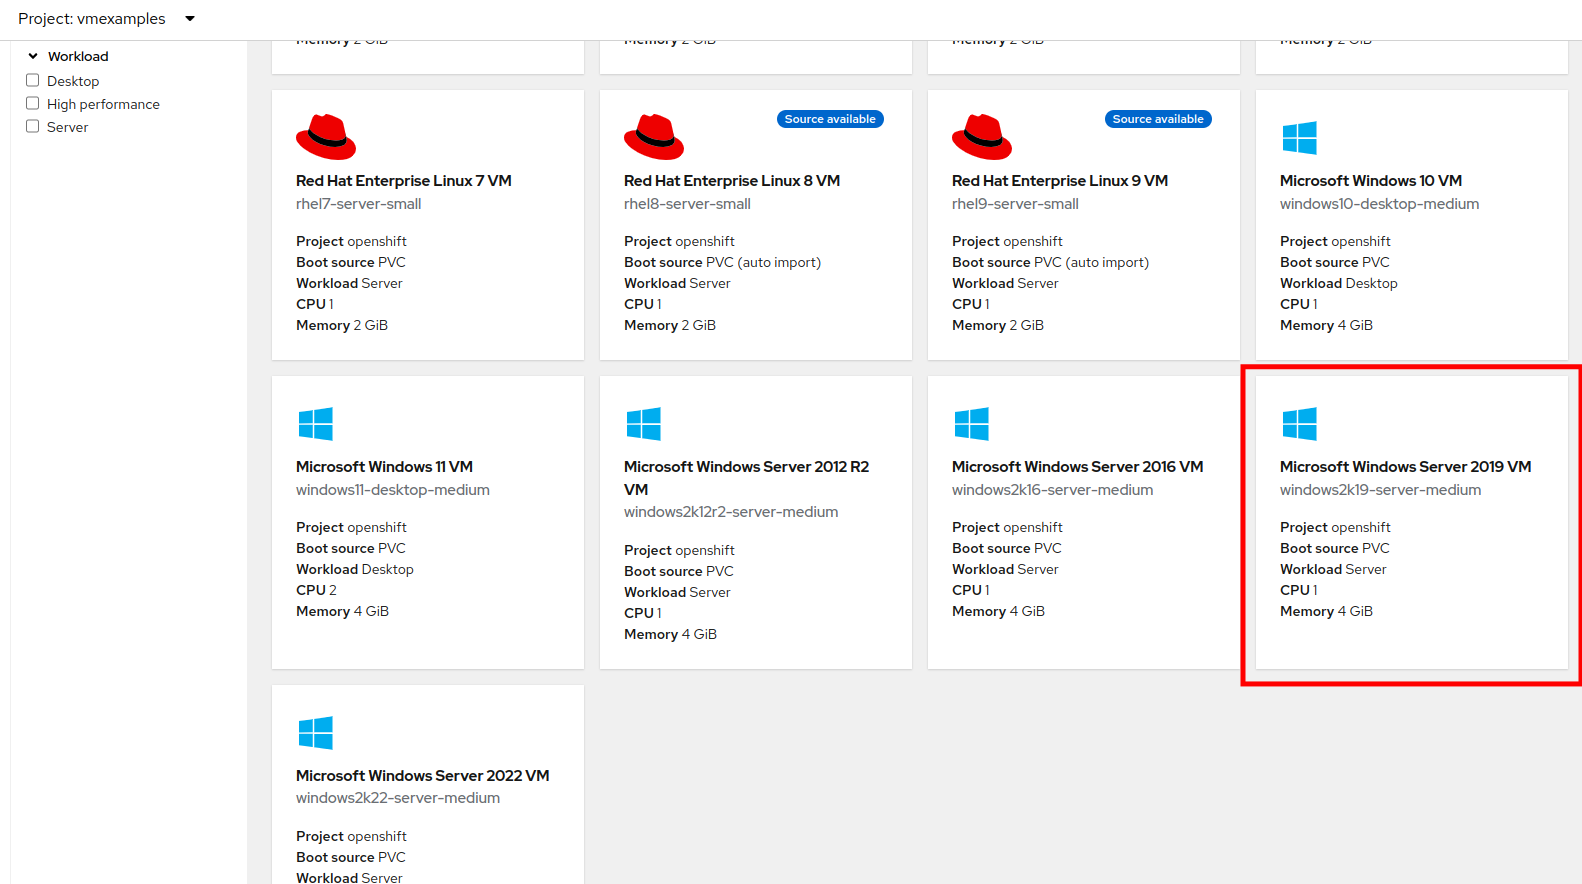 Project: vmexamples
Workload
Desktop
High performance
Server
Memory 2 GiB
Memory 2 GiB
Memory 2 GiB
Memory 2 GiB
Red Hat Enterprise Linux 7 VM
rhel7-server-small
Project openshift
Boot source PVC
Workload Server
CPU 1
Memory 2 GiB
Source available
Red Hat Enterprise Linux 8 VM
rhel8-server-small
Project openshift
Boot source PVC (auto import)
Workload Server
CPU 1
Memory 2 GiB
Source available
Red Hat Enterprise Linux 9 VM
rhel9-server-small
Project openshift
Boot source PVC (auto import)
Workload Server
CPU 1
Memory 2 GiB
Microsoft Windows 10 VM
windows10-desktop-medium
Project openshift
Boot source PVC
Workload Desktop
CPU 1
Memory 4 GiB
Microsoft Windows 11 VM
windows11-desktop-medium
Project openshift
Boot source PVC
Workload Desktop
CPU 2
Memory 4 GiB
Microsoft Windows Server 2012 R2
VM
windows2k12r2-server-medium
Project openshift
Boot source PVC
Workload Server
CPU 1
Memory 4 GiB
Microsoft Windows Server 2016 VM
windows2k16-server-medium
Project openshift
Boot source PVC
Workload Server
CPU 1
Memory 4 GiB
Microsoft Windows Server 2019 VM
windows2k19-server-medium
Project openshift
Boot source PVC
Workload Server
CPU 1
Memory 4 GiB
Microsoft Windows Server 2022 VM
windows2k22-server-medium
Project openshift
Boot source PVC
Workload Server